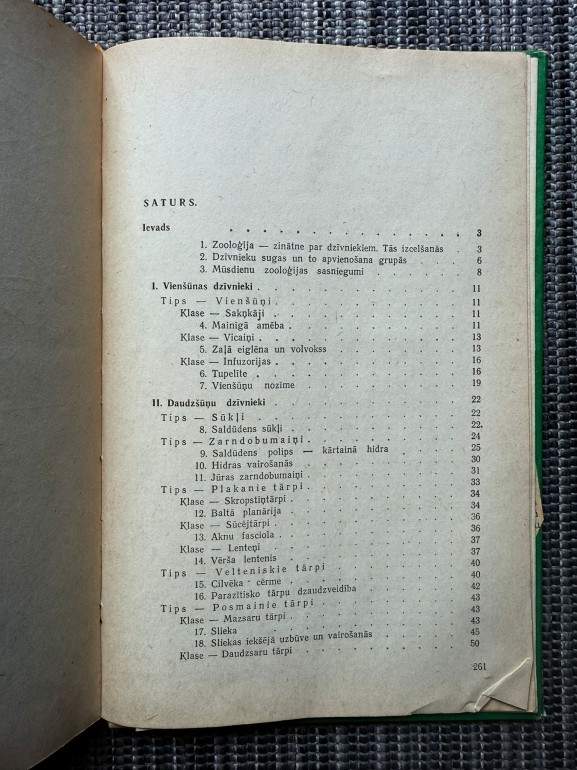 SATURS.
Ievads . . . . . . . . . . . . 3
1. Zooloģija — zinātne par dzīvniekiem. Tās izcelšanās . 3
2. Dzīvnieku sugas un to apvienošana grupās . . . . 6
3. Mūsdienu zooloģijas sasniegumi . . . . . . 8
I. Vienšūnas dzīvnieki . . . . . . . . . . 11
Tips — Vienšūņi . . . . . . . . . . 11
Klase — Sakņkāji . . . . . . . . . 11
4. Mainīgā amēba . . . . . . . . . 11
Klase — Vicaiņi . . . . . . . . . 13
5. Zaļā eiglēna un volvokss . . . . . . . 13
Klase — Infuzorijas . . . . . . . . . 16
6. Tupelīte . . . . . . . . . . 16
7. Vienšūņu nozīme . . . . . . . . . 19
II. Daudzšūņu dzīvnieki . . . . . . . . . 22
Tips — Sūkļi . . . . . . . . . . 22
8. Saldūdens sūkļi . . . . . . . . . 22.
Tips — Zarndobumaiņi . . . . . . . . 24
9. Saldūdens polips — kārtainā hidra . . . . 25
10. Hidras vairošanās . . . . . . . . 30
11. Jūras zarndobumaiņi . . . . . . . . 31
Tips — Plakanie tārpi . . . . . . . . 33
Klase — Skropstiņtārpi . . . . . . . . 34
12. Baltā planārija . . . . . . . . . 34
Klase — Sūcējtārpi . . . . . . . . . 36
13. Aknu fasciola . . . . . . . . . 36
Klase — Lenteņi . . . . . . . . . 37
14. Vērša lentenis . . . . . . . . . 37
Tips — Velteniskie tārpi . . . . . . . 40
15. Cilvēka cērme . . . . . . . . . 40
16. Parazītisko tārpu dzaudzveidība . . . . . 42
Tips — Posmainie tārpi . . . . . . . . 43
Klase — Mazsaru tārpi . . . . . . . . 43
17. Slieka . . . . . . . . . . 43
18. Sliekas iekšējā uzbūve un vairošanās . . . . 45
Klase — Daudzsaru tārpi . . . . . . . . 50
261